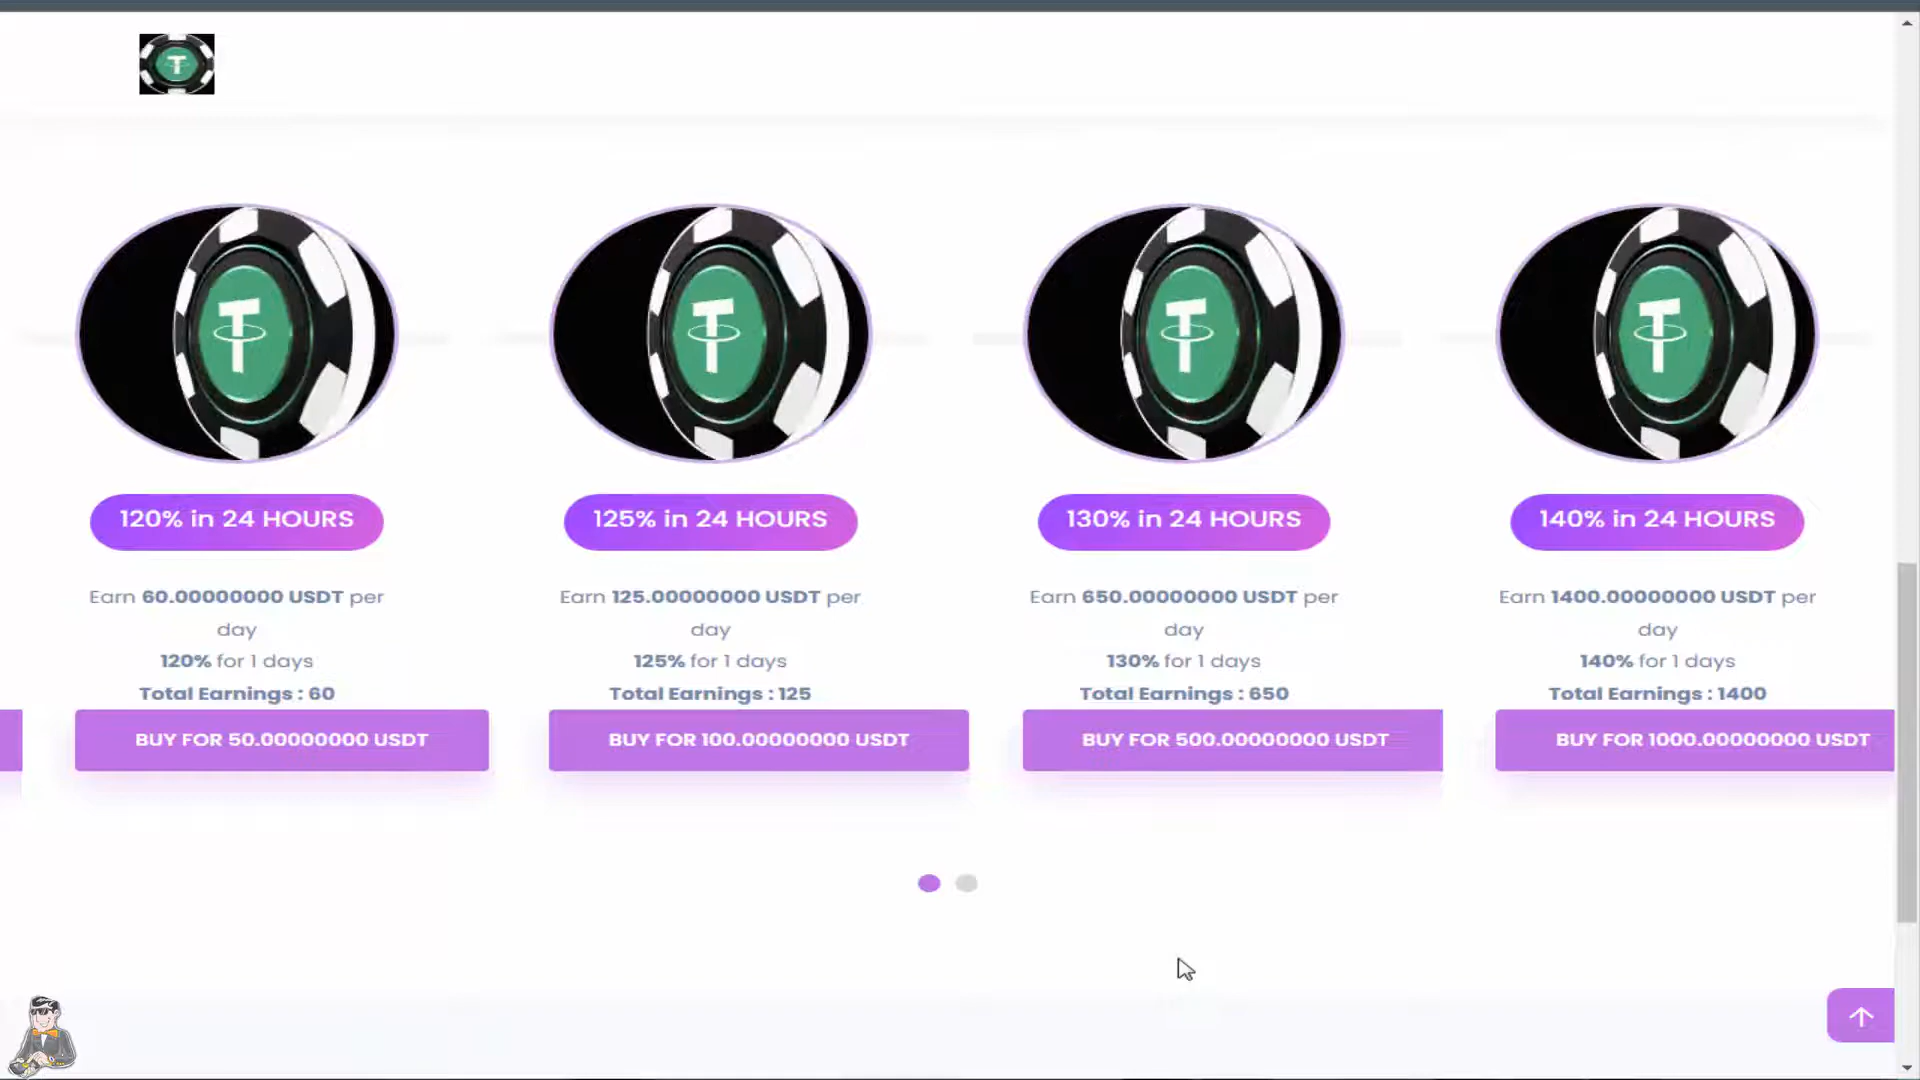 120% in 24 HOURS
Earn 60.00000000 USDT per
day
120% for 1 days
Total Earnings : 60
BUY FOR 50.00000000 USDT
125% in 24 HOURS
Earn 125.00000000 USDT per
day
125% for 1 days
Total Earnings : 125
BUY FOR 100.00000000 USDT
130% in 24 HOURS
Earn 650.00000000 USDT per
day
130% for 1 days
Total Earnings : 650
BUY FOR 500.00000000 USDT
140% in 24 HOURS
Earn 1400.00000000 USDT per
day
140% for 1 days
Total Earnings : 1400
BUY FOR 1000.00000000 USDT